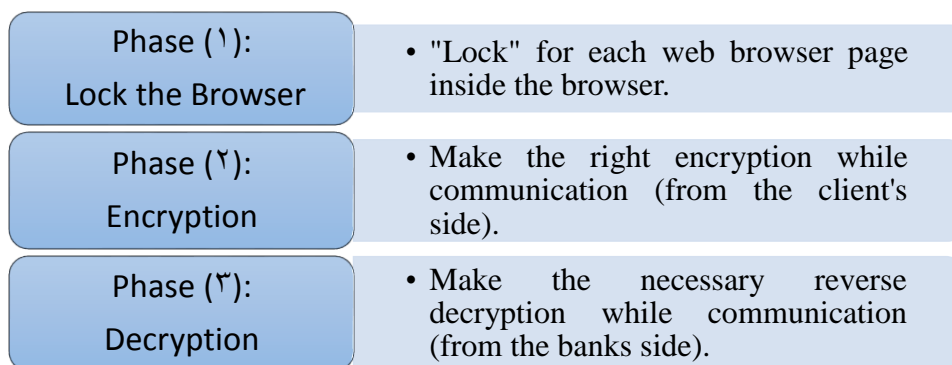 Phase (١):
Lock the Browser
• "Lock" for each web browser page
inside the browser.
Phase (٢):
Encryption
• Make the right encryption while
communication (from the client's
side).
Phase (٣):
Decryption
• Make the necessary reverse
decryption while communication
(from the banks side).